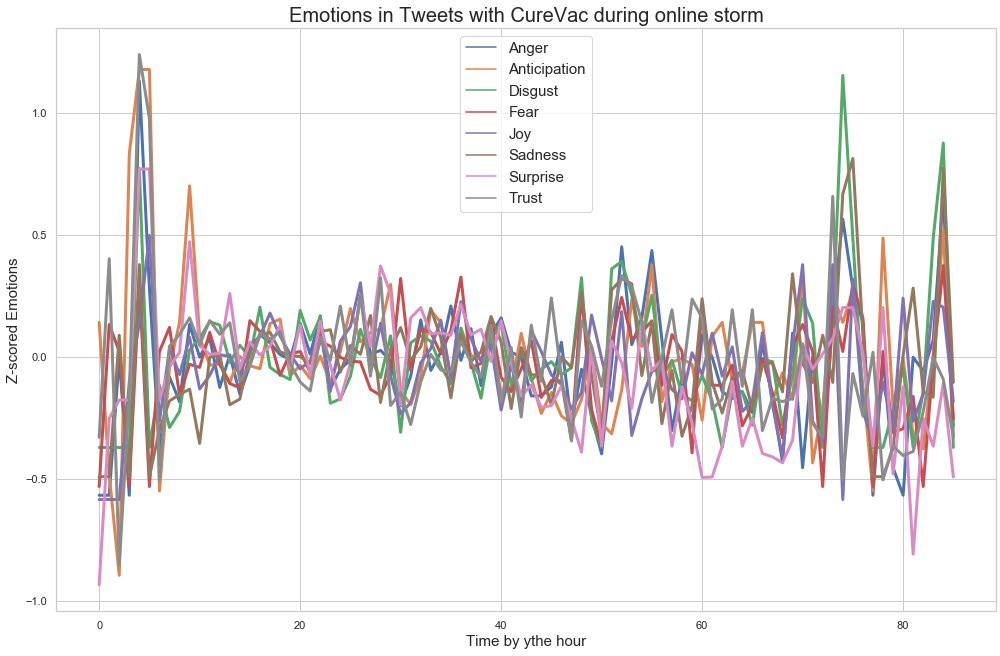 Emotions in Tweets with CureVac during online storm
Anger
Anticipation
Disgust
Fear
Joy
Sadness
Surprise
Trust
Z-scored Emotions
1.0
0.5
0.0
−0.5
−1.0
0 20 40 60 80
Time by ythe hour